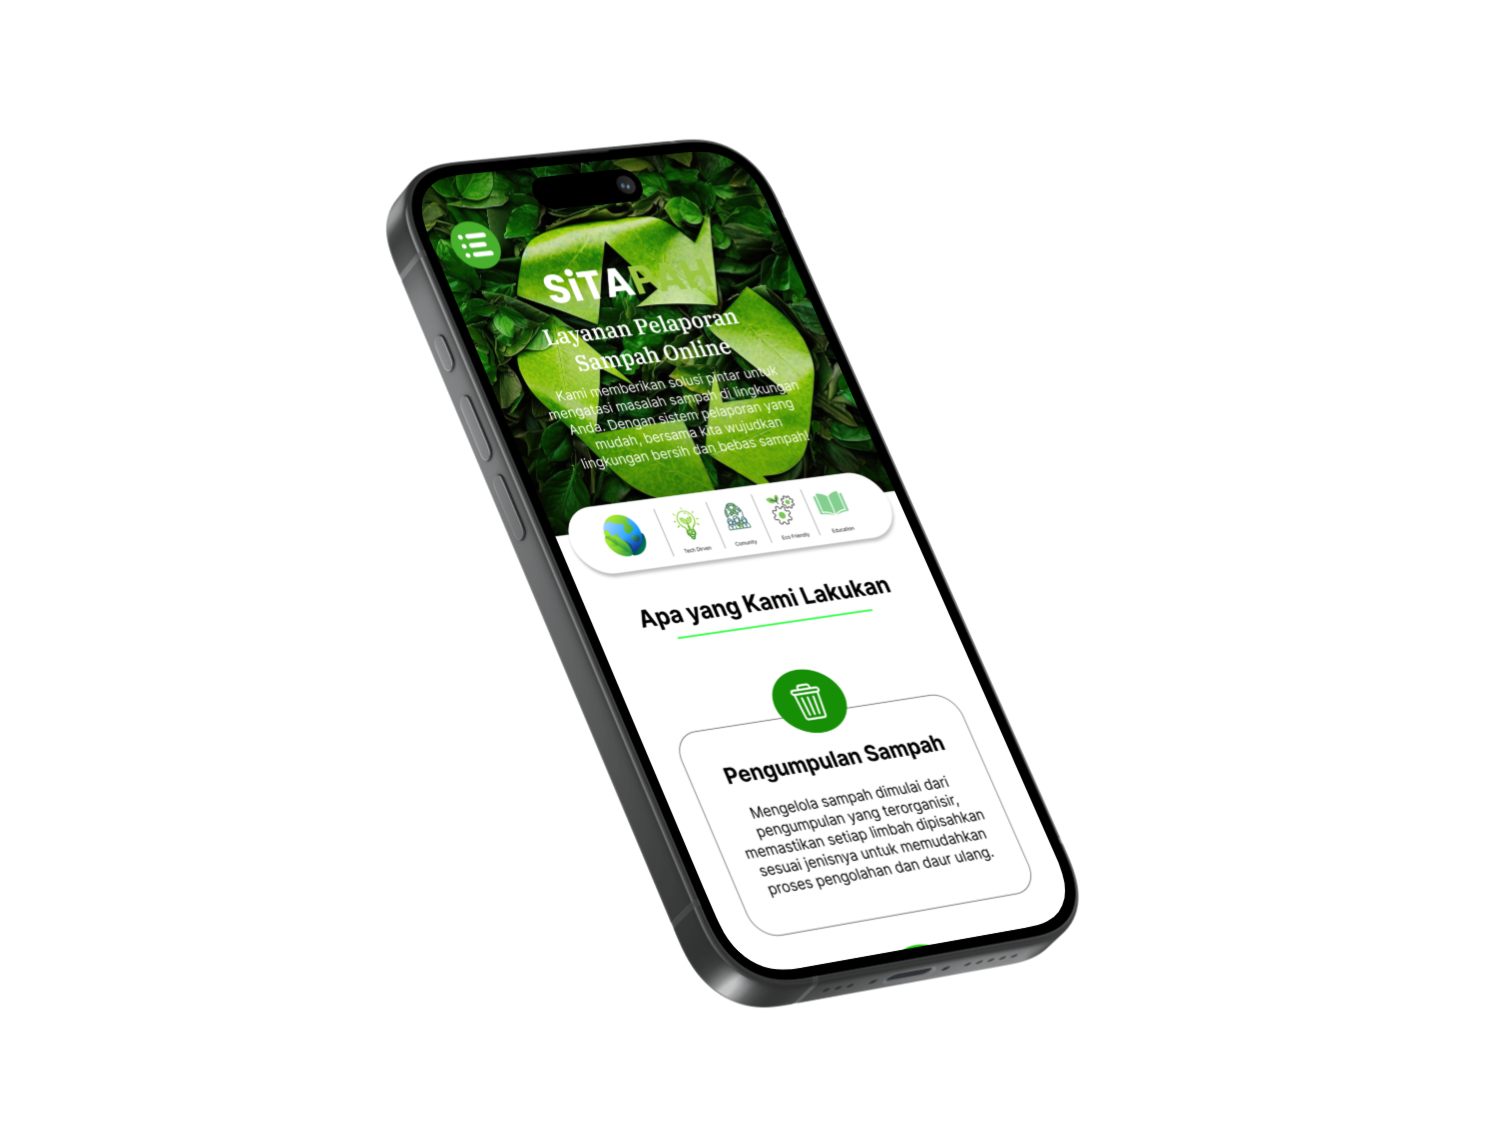 SiTAPAH
Layanan Pelaporan
Sampah Online
Kami memberikan solusi pintar untuk
mengatasi masalah sampah di lingkungan
Anda. Dengan sistem pelaporan yang
mudah, bersama kita wujudkan
lingkungan bersih dan bebas sampah!
Tech Dirven
Comunity
Eco Friendly
Education
Apa yang Kami Lakukan
Pengumpulan Sampah
Mengelola sampah dimulai dari
pengumpulan yang terorganisir,
memastikan setiap limbah dipisahkan
sesuai jenisnya untuk memudahkan
proses pengolahan dan daur ulang.